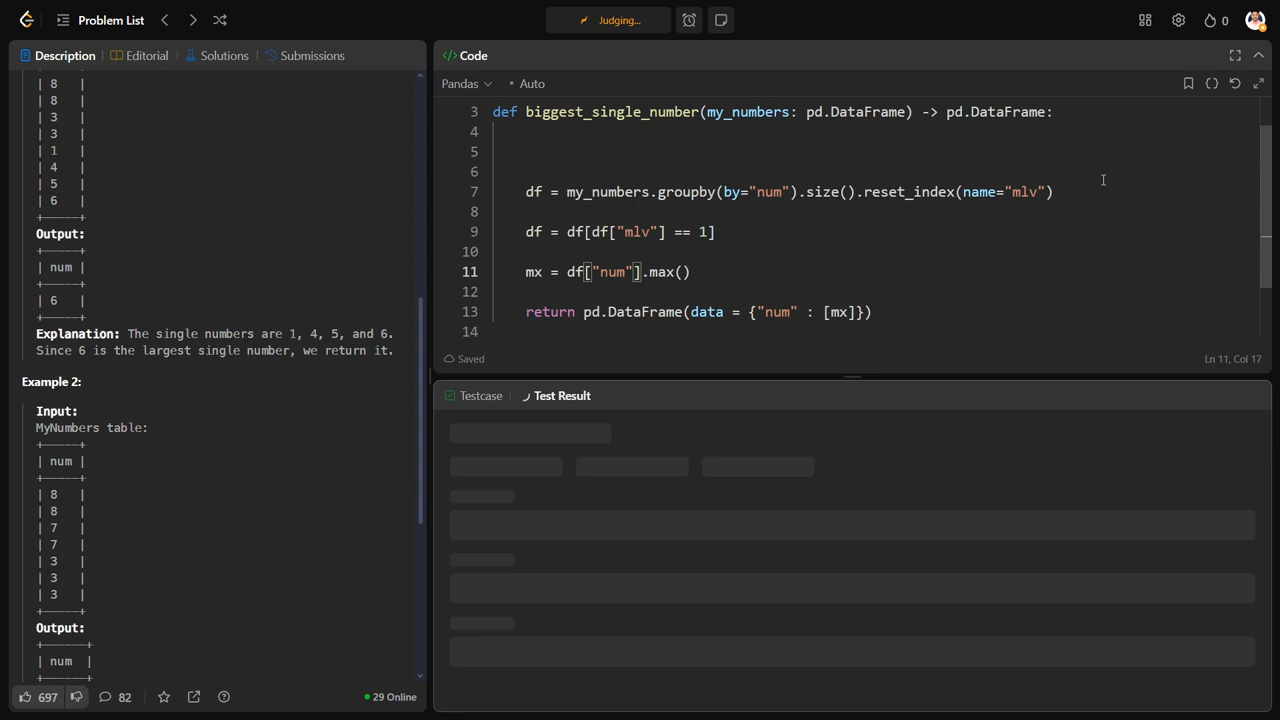 Problem List
Judging...
0
Description
Editorial
Solutions
Submissions
| 8 |
| 8 |
| 3 |
| 3 |
| 1 |
| 4 |
| 5 |
| 6 |
+-----+
Output:
+-----+
| num |
+-----+
| 6 |
+-----+
Explanation: The single numbers are 1, 4, 5, and 6.
Since 6 is the largest single number, we return it.
Example 2:
Input:
MyNumbers table:
+-----+
| num |
+-----+
| 8 |
| 8 |
| 7 |
| 7 |
| 3 |
| 3 |
| 3 |
+-----+
Output:
+------+
| num |
+------+
697
82
29 Online
</> Code
Pandas
• Auto
3 def biggest_single_number(my_numbers: pd.DataFrame) -> pd.DataFrame:
4
5
6
7 df = my_numbers.groupby(by="num").size().reset_index(name="mlv")
8
9 df = df[df["mlv"] == 1]
10
11 mx = df["num"].max()
12
13 return pd.DataFrame(data = {"num" : [mx]})
14
Saved
Ln 11, Col 17
Testcase
Test Result